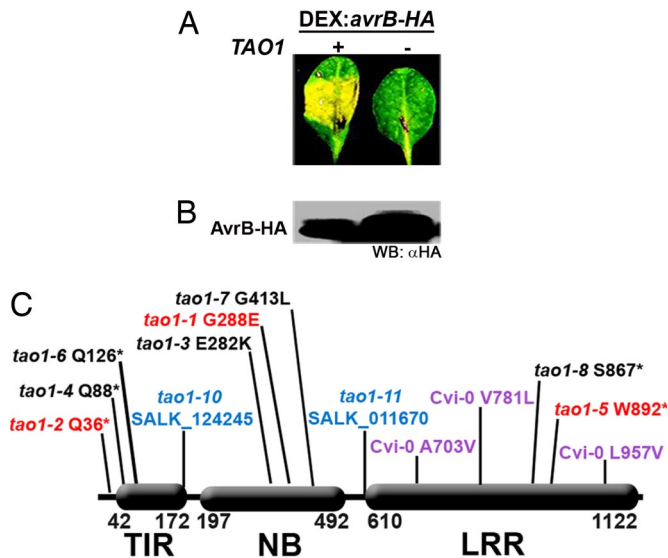 A
DEX:avrB-HA
TAO1 + -
B
AvrB-HA
WB: αHA
C
tao1-7 G413L
tao1-1 G288E
tao1-3 E282K
tao1-6 Q126*
tao1-8 S867*
tao1-4 Q88*
tao1-10
SALK_124245
tao1-11
SALK_011670
Cvi-0 V781L
tao1-2 Q36*
tao1-5 W892*
Cvi-0 A703V
Cvi-0 L957V
42 172 197 492 610 1122
TIR NB LRR